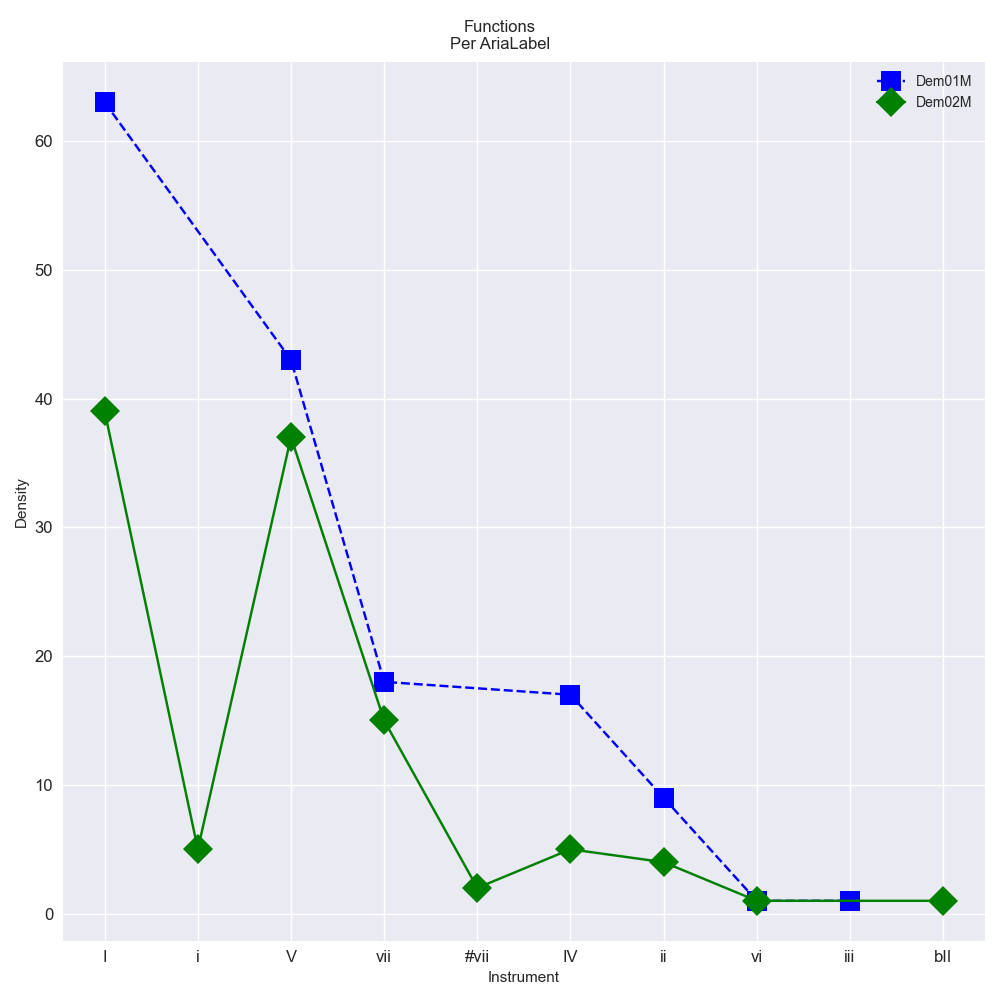 Functions
Per AriaLabel
Dem01M
Dem02M
60
50
40
30
20
10
0
Density
I i V vii #vii IV ii vi iii bII
Instrument